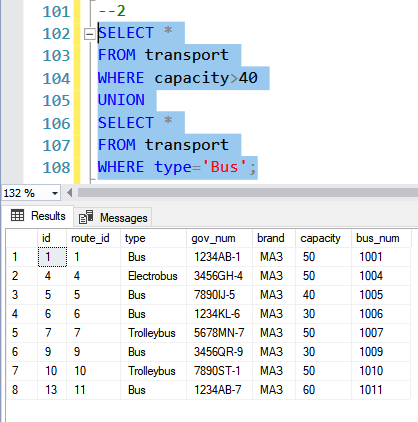 101
102 --2
103 SELECT *
104 FROM transport
105 WHERE capacity>40
106 UNION
107 SELECT *
108 FROM transport
WHERE type='Bus';
132 %
Results Messages
id route_id type gov_num brand capacity bus_num
1 1 1 Bus 1234AB-1 МАЗ 50 1001
2 4 4 Electrobus 3456GH-4 МАЗ 50 1004
3 5 5 Bus 7890IJ-5 МАЗ 40 1005
4 6 6 Bus 1234KL-6 МАЗ 30 1006
5 7 7 Trolleybus 5678MN-7 МАЗ 50 1007
6 9 9 Bus 3456QR-9 МАЗ 30 1009
7 10 10 Trolleybus 7890ST-1 МАЗ 50 1010
8 13 11 Bus 1234AB-7 МАЗ 60 1011